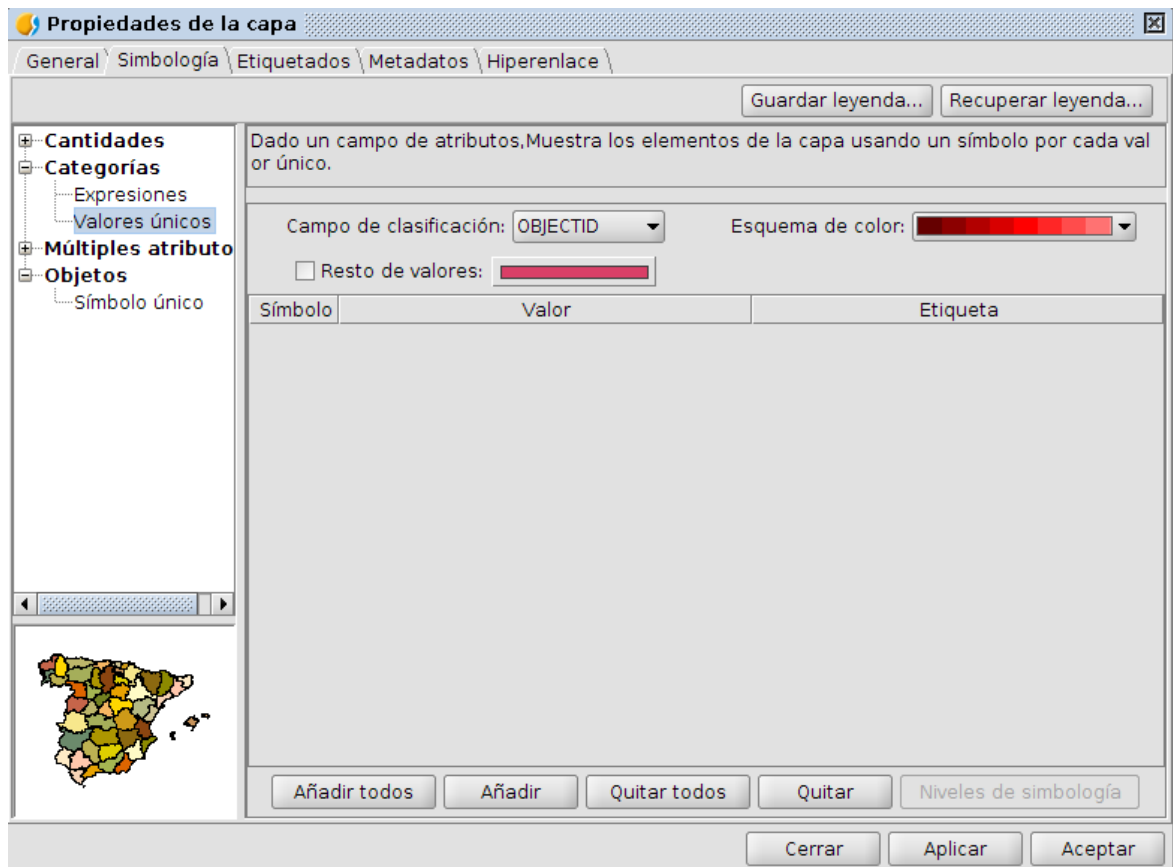 Propiedades de la capa
General Simbología Etiquetados Metadatos Hiperenlace
Guardar leyenda... Recuperar leyenda...
Cantidades
Categorías
Expresiones
Valores únicos
Múltiples atributo
Objetos
Símbolo único
Dado un campo de atributos,Muestra los elementos de la capa usando un símbolo por cada val
or único.
Campo de clasificación: OBJECTID Esquema de color:
Resto de valores:
Símbolo Valor Etiqueta
Añadir todos Añadir Quitar todos Quitar Niveles de simbología
Cerrar Aplicar Aceptar